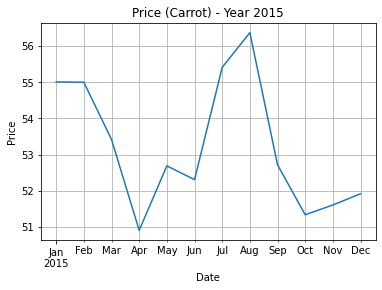 Price (Carrot) - Year 2015
Price
56
55
54
53
52
51
Jan Feb Mar Apr May Jun Jul Aug Sep Oct Nov Dec
2015
Date